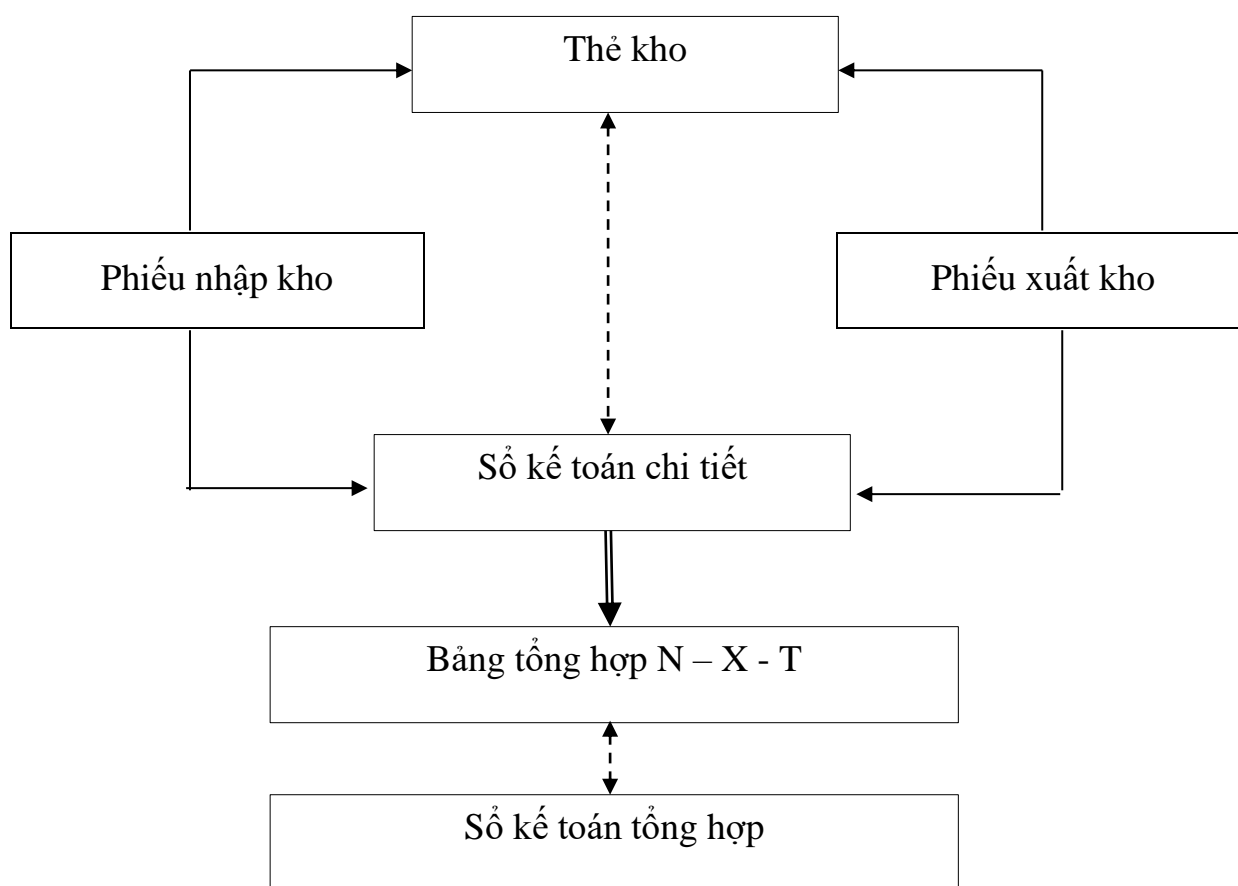 Thẻ kho
Phiếu nhập kho
Phiếu xuất kho
Sổ kế toán chi tiết
Bảng tổng hợp N – X - T
Sổ kế toán tổng hợp